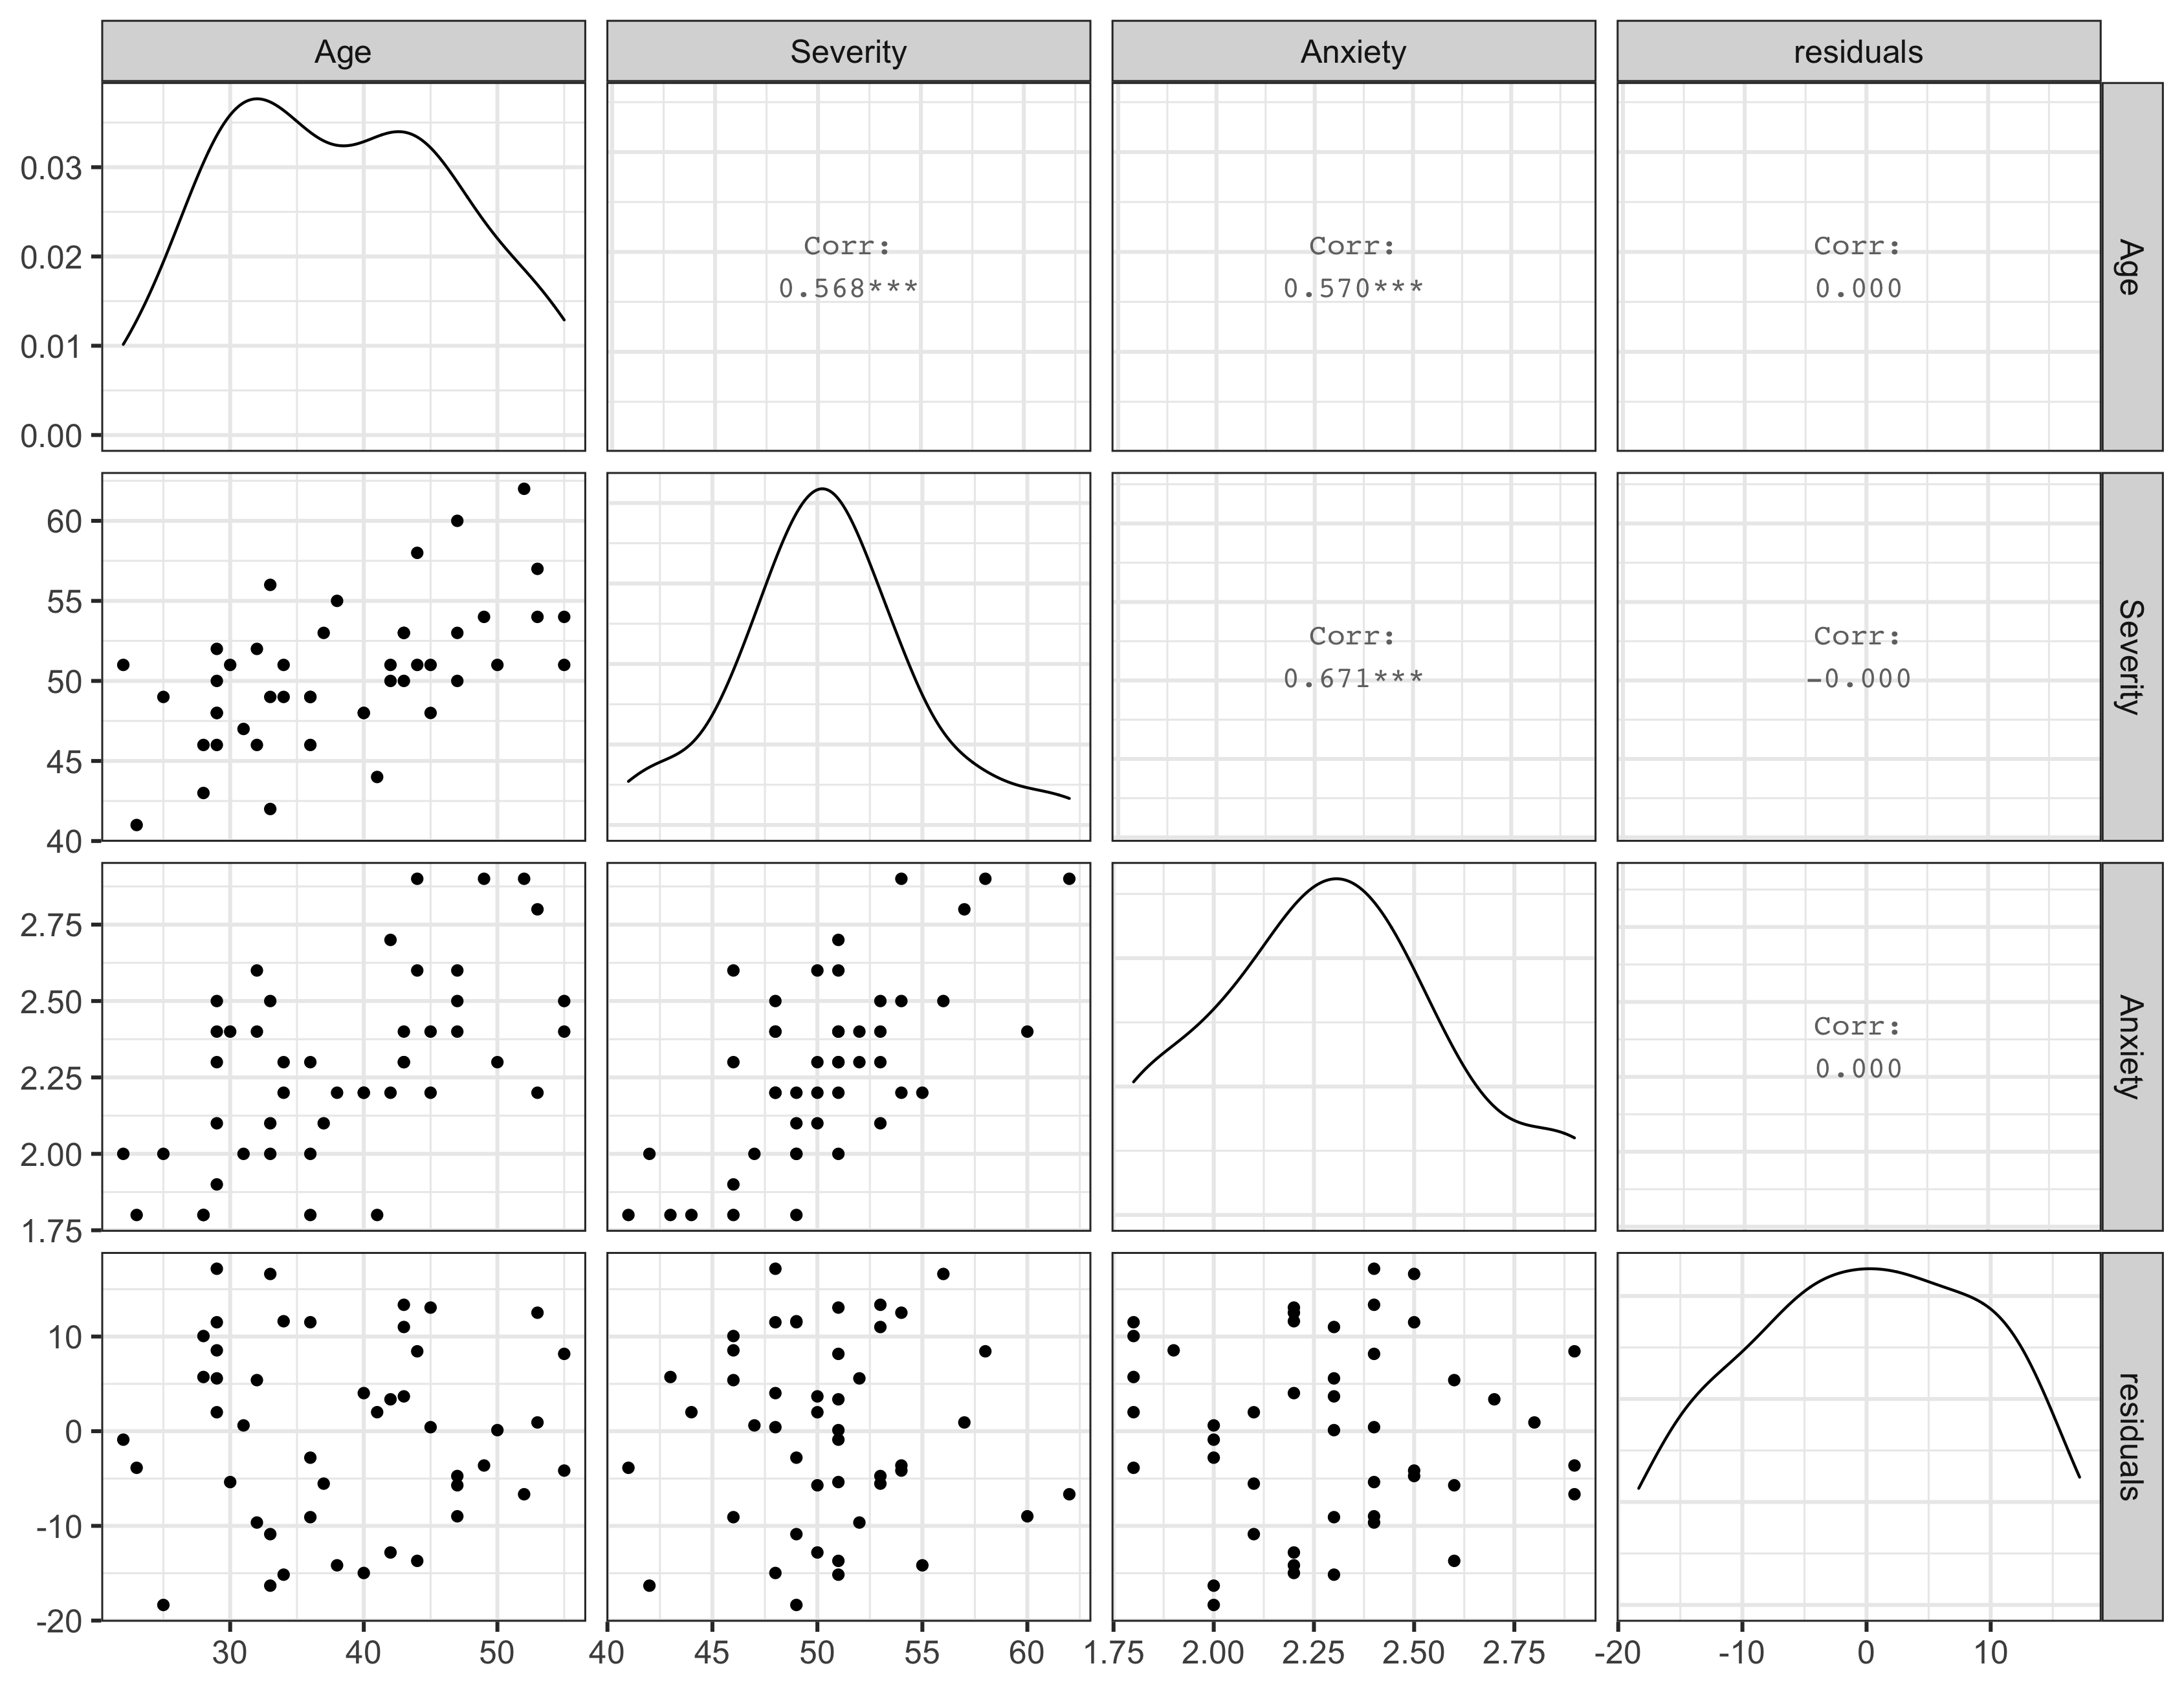 Age Severity Anxiety residuals
0.03
0.02
0.01
0.00
Corr:
0.568***
Corr:
0.570***
Corr:
0.000
Age
60
55
50
45
40
Corr:
0.671***
Corr:
−0.000
Severity
2.75
2.50
2.25
2.00
1.75
Corr:
0.000
Anxiety
10
0
-10
-20
residuals
30 40 50 40 45 50 55 60 1.75 2.00 2.25 2.50 2.75 -20 -10 0 10